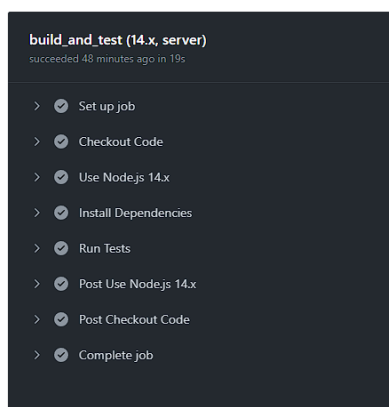 build_and_test (14.x, server)
succeeded 48 minutes ago in 19s
Set up job
Checkout Code
Use Node.js 14.x
Install Dependencies
Run Tests
Post Use Node.js 14.x
Post Checkout Code
Complete job